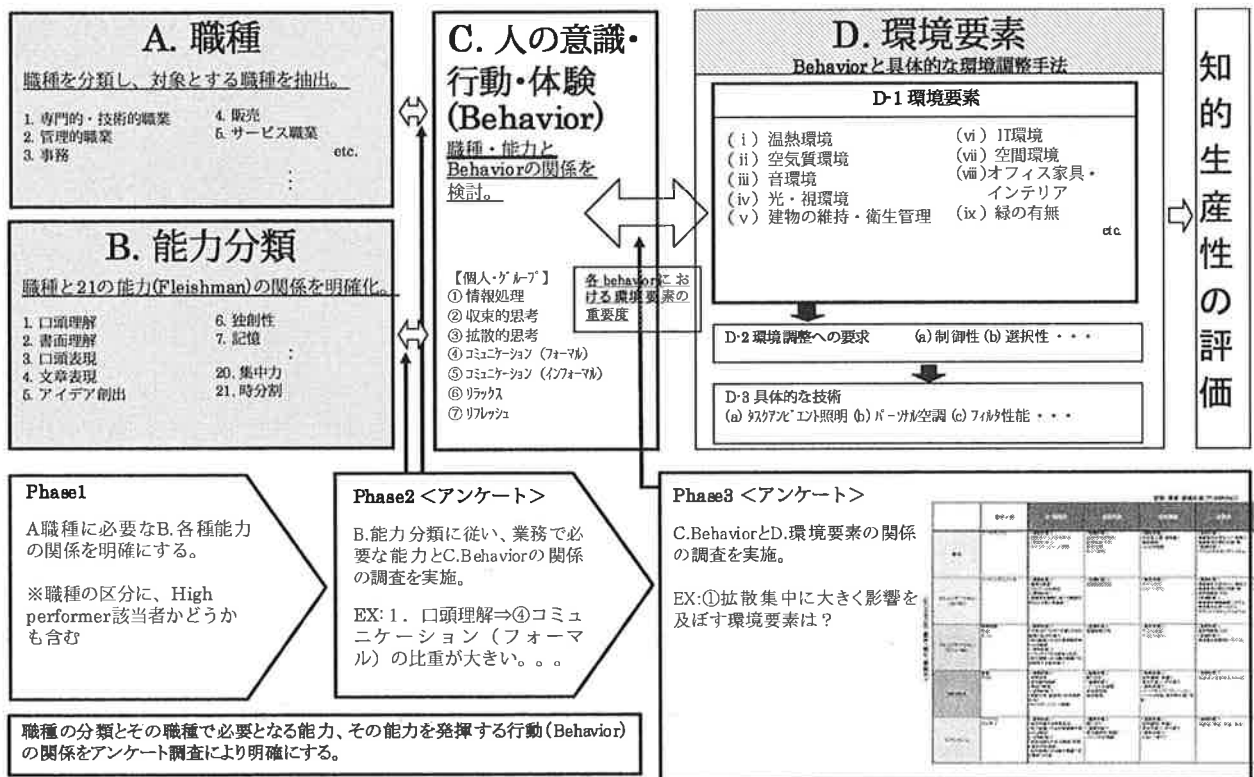 A. 職種
職種を分類し、対象とする職種を抽出。
1. 専門的・技術的職業
2. 管理的職業
3. 事務
4. 販売
5. サービス職業
etc.
B. 能力分類
職種と21の能力(Fleishman)の関係を明確化。
1. 口頭理解
2. 書面理解
3. 口頭表現
4. 文章表現
5. アイデア創出
6. 独創性
7. 記憶
:
20. 集中力
21. 時分割
C. 人の意識・
行動・体験
(Behavior)
職種・能力と
Behaviorの関係を
検討。
【個人・グループ】
①情報処理
②収束的思考
③拡散的思考
④コミュニケーション（フォーマル）
⑤コミュニケーション（インフォーマル）
⑥リラックス
⑦リフレッシュ
各behaviorにお
ける環境要素の
重要度
D. 環境要素
Behaviorと具体的な環境調整手法
D-1 環境要素
(ⅰ) 温熱環境
(ⅱ) 空気質環境
(ⅲ) 音環境
(ⅳ) 光・視環境
(ⅴ) 建物の維持・衛生管理
(ⅵ) IT環境
(ⅶ) 空間環境
(ⅷ) オフィス家具・
インテリア
(ⅸ) 緑の有無
etc.
D-2 環境調整への要求 (a) 制御性 (b) 選択性 ・・・
D-3 具体的な技術
(a) タスクアンビエント照明 (b) パーソナル空調 (c) フィルタ性能 ・・・
知的生産性の評価
Phase1
A職種に必要なB.各種能力
の関係を明確にする。
※職種の区分に、High
performer該当者かどうか
も含む
Phase2 <アンケート>
B.能力分類に従い、業務で必
要な能力とC.Behaviorの関係
の調査を実施。
EX: 1. 口頭理解⇒④コミュ
ニケーション（フォーマ
ル）の比重が大きい。。。
Phase3 <アンケート>
C.BehaviorとD.環境要素の関係
の調査を実施。
EX:①拡散集中に大きく影響を
及ぼす環境要素は？
職種の分類とその職種で必要となる能力、その能力を発揮する行動(Behavior)
の関係をアンケート調査により明確にする。